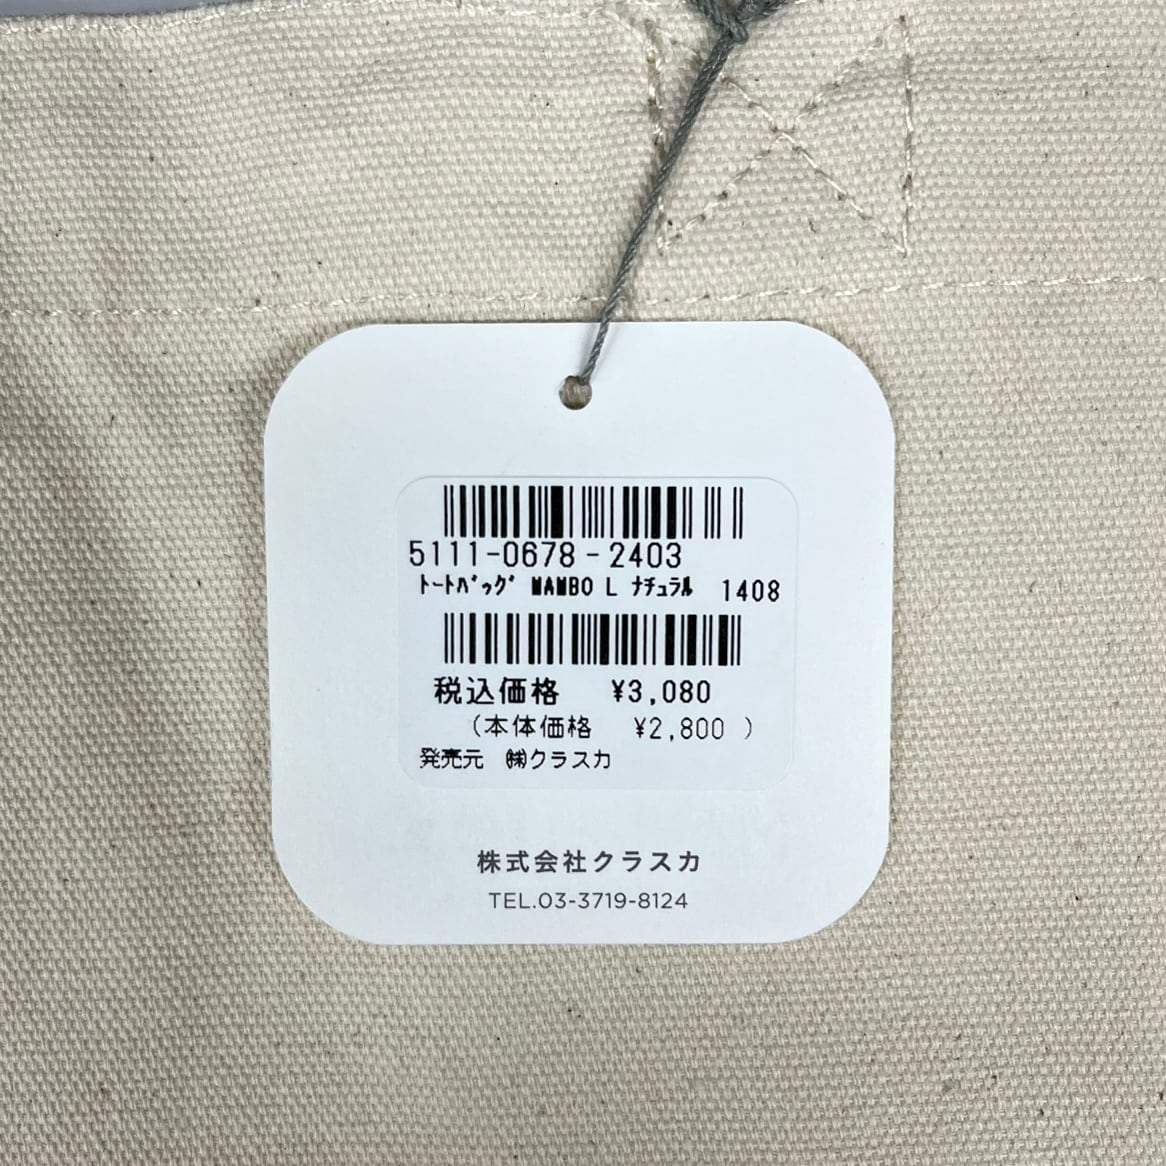 5111-0678-2403
ﾄｰﾄﾊﾞｯｸﾞ MAMBO L ﾅﾁｭﾗﾙ 1408
税込価格 ¥3,080
（本体価格 ¥2,800 ）
発売元 ㈱クラスカ
株式会社クラスカ
TEL.03-3719-8124